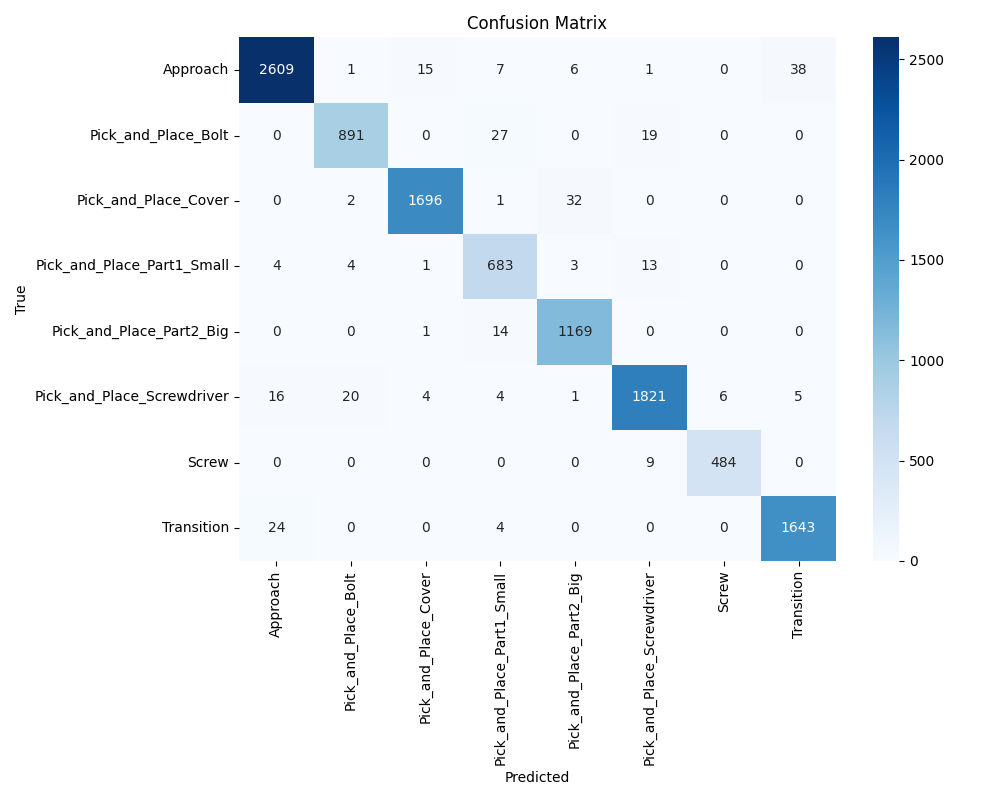 Confusion Matrix
True
Approach 2609 1 15 7 6 1 0 38
Pick_and_Place_Bolt 0 891 0 27 0 19 0 0
Pick_and_Place_Cover 0 2 1696 1 32 0 0 0
Pick_and_Place_Part1_Small 4 4 1 683 3 13 0 0
Pick_and_Place_Part2_Big 0 0 1 14 1169 0 0 0
Pick_and_Place_Screwdriver 16 20 4 4 1 1821 6 5
Screw 0 0 0 0 0 9 484 0
Transition 24 0 0 4 0 0 0 1643
Approach
Pick_and_Place_Bolt
Pick_and_Place_Cover
Pick_and_Place_Part1_Small
Pick_and_Place_Part2_Big
Pick_and_Place_Screwdriver
Screw
Transition
Predicted
2500
2000
1500
1000
500
0